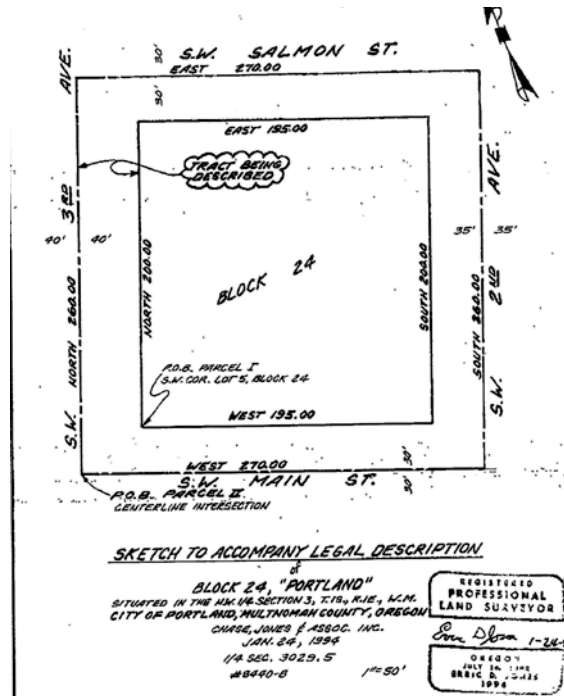 S.W. SALMON ST.
30'
EAST 270.00
30'
EAST 195.00
TRACT BEING
DESCRIBED
AVE.
3RD
40' 40'
NORTH 260.00
S.W.
NORTH 200.00
BLOCK 24
SOUTH 200.00
35' 35'
AVE.
2ND
SOUTH 260.00
S.W.
P.O.B. PARCEL I
S.W. COR. LOT 5, BLOCK 24
WEST 195.00
30'
WEST 270.00
S.W. MAIN ST.
30'
P.O.B. PARCEL II
CENTERLINE INTERSECTION
SKETCH TO ACCOMPANY LEGAL DESCRIPTION
of
BLOCK 24, "PORTLAND"
SITUATED IN THE N.W. 1/4 SECTION 3, T.1S., R.1E., W.M.
CITY OF PORTLAND, MULTNOMAH COUNTY, OREGON
CHASE, JONES & ASSOC. INC.
JAN. 24, 1994
1/4 SEC. 3029.5
#8440-B 1"=50'
REGISTERED
PROFESSIONAL
LAND SURVEYOR
1-24-
OREGON
JULY